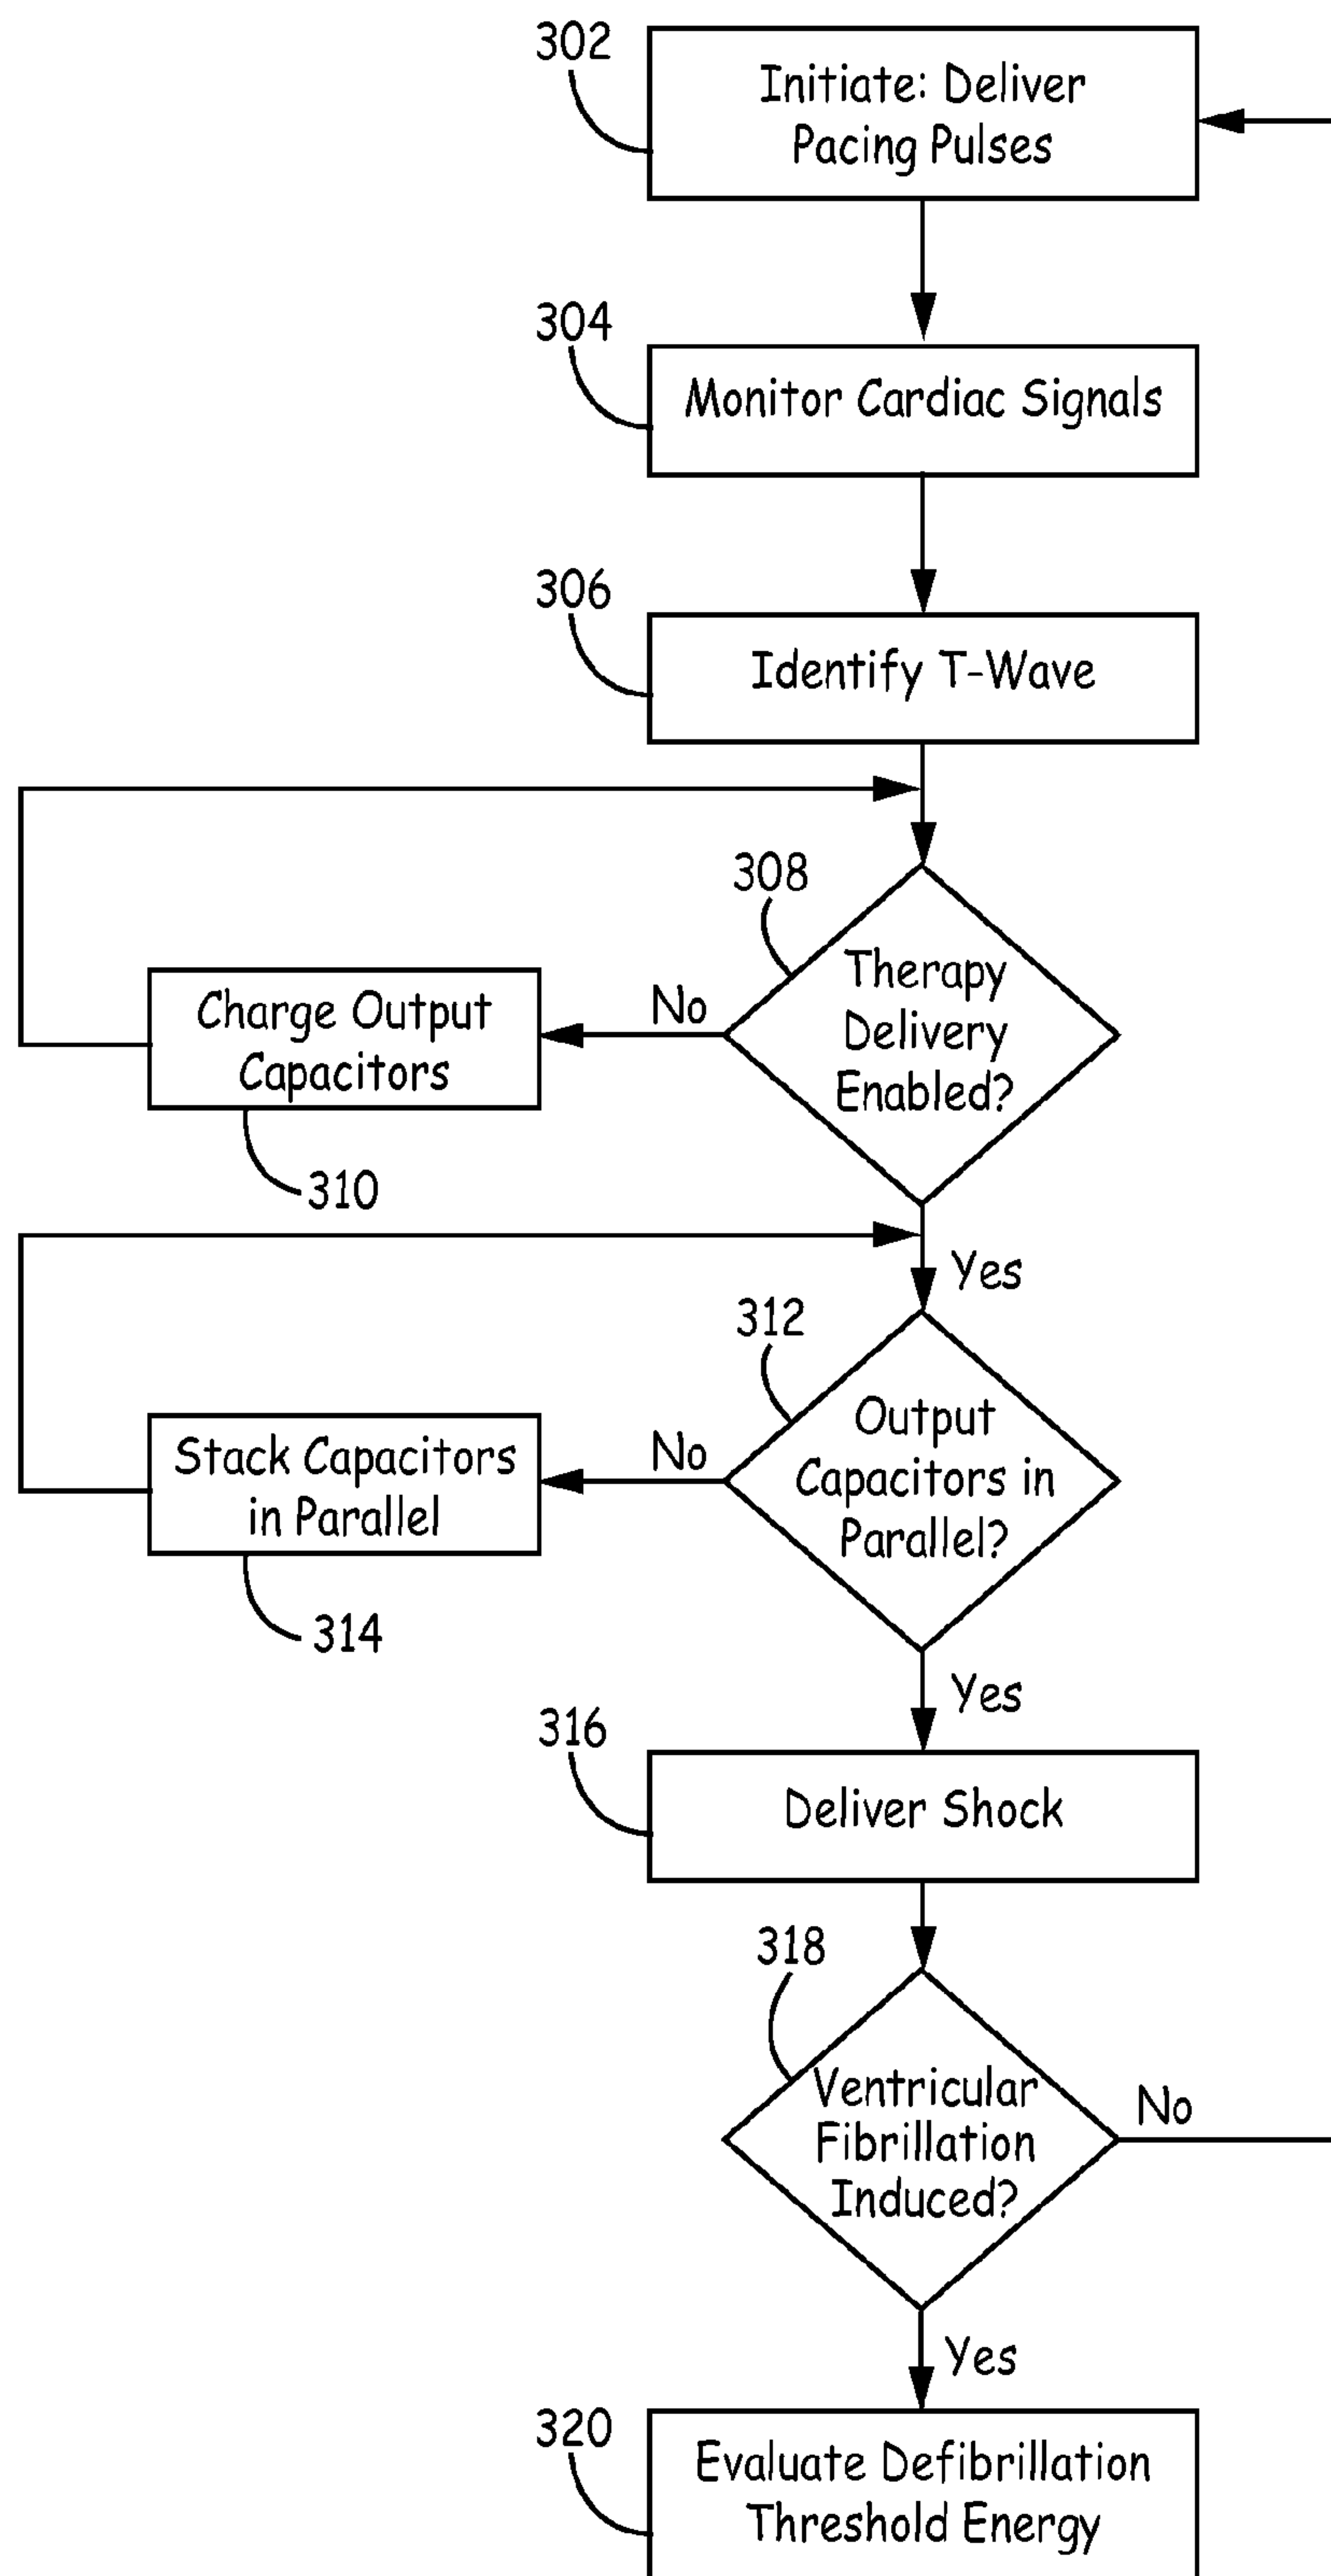 302
Initiate: Deliver
Pacing Pulses
304
Monitor Cardiac Signals
306
Identify T-Wave
308
Therapy
Delivery
Enabled?
No
Charge Output
Capacitors
310
Yes
312
Output
Capacitors in
Parallel?
No
Stack Capacitors
in Parallel
314
Yes
316
Deliver Shock
318
Ventricular
Fibrillation
Induced?
No
Yes
320
Evaluate Defibrillation
Threshold Energy